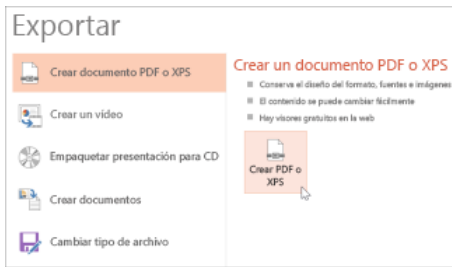 Exportar
Crear documento PDF o XPS
Crear un vídeo
Empaquetar presentación para CD
Crear documentos
Cambiar tipo de archivo
Crear un documento PDF o XPS
Conserva el diseño del formato, fuentes e imágenes
El contenido se puede cambiar fácilmente
Hay visores gratuitos en la web
Crear PDF o
XPS